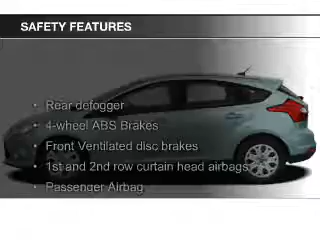 SAFETY FEATURES
• Rear defogger
• 4-wheel ABS Brakes
• Front Ventilated disc brakes
• 1st and 2nd row curtain head airbags
• Passenger Airbag